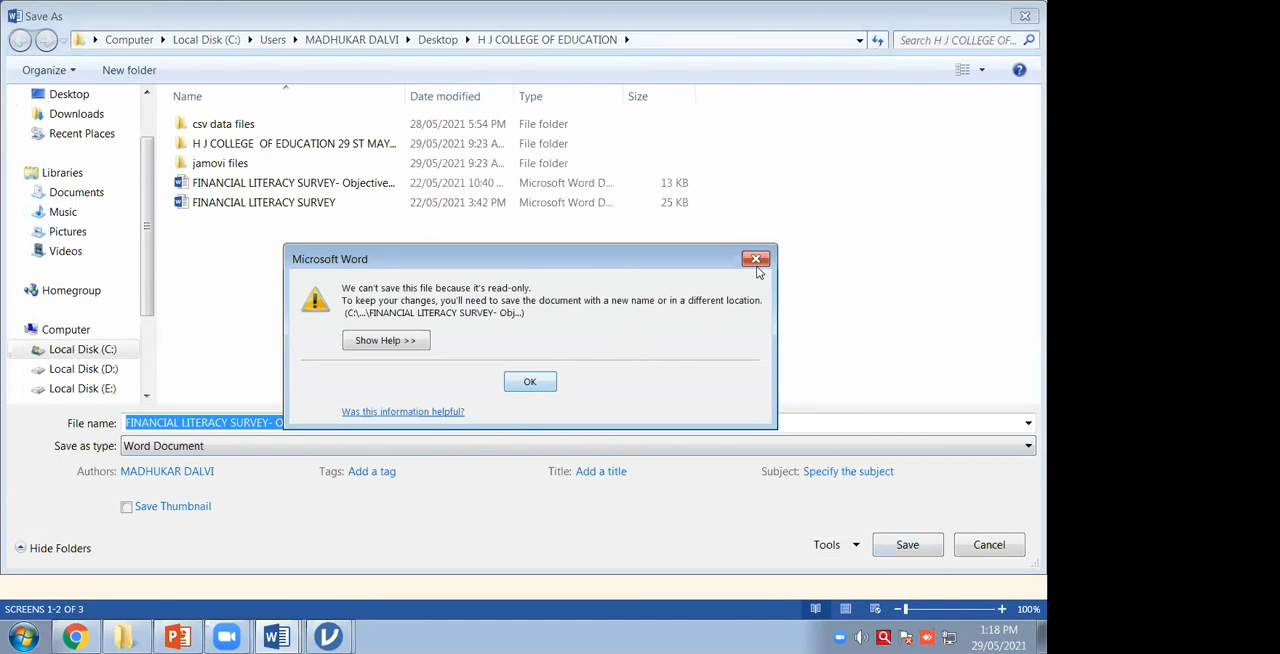 Save As
Computer Local Disk (C:) Users MADHUKAR DALVI Desktop H J COLLEGE OF EDUCATION
Search H J COLLEGE OF...
Organize New folder
Name Date modified Type Size
Desktop
Downloads
Recent Places
Libraries
Documents
Music
Pictures
Videos
Homegroup
Computer
Local Disk (C:)
Local Disk (D:)
Local Disk (E:)
csv data files 28/05/2021 5:54 PM File folder
H J COLLEGE OF EDUCATION 29 ST MAY... 29/05/2021 9:23 A... File folder
jamovi files 29/05/2021 9:23 A... File folder
FINANCIAL LITERACY SURVEY- Objective... 22/05/2021 10:40 ... Microsoft Word D... 13 KB
FINANCIAL LITERACY SURVEY 22/05/2021 3:42 PM Microsoft Word D... 25 KB
Microsoft Word
We can't save this file because it's read-only.
To keep your changes, you'll need to save the document with a new name or in a different location.
(C:\...\FINANCIAL LITERACY SURVEY- Obj...)
Show Help >>
OK
Was this information helpful?
File name: FINANCIAL LITERACY SURVEY- O
Save as type: Word Document
Authors: MADHUKAR DALVI Tags: Add a tag Title: Add a title Subject: Specify the subject
Save Thumbnail
Hide Folders
Tools Save Cancel
SCREENS 1-2 OF 3
100%
1:18 PM
29/05/2021